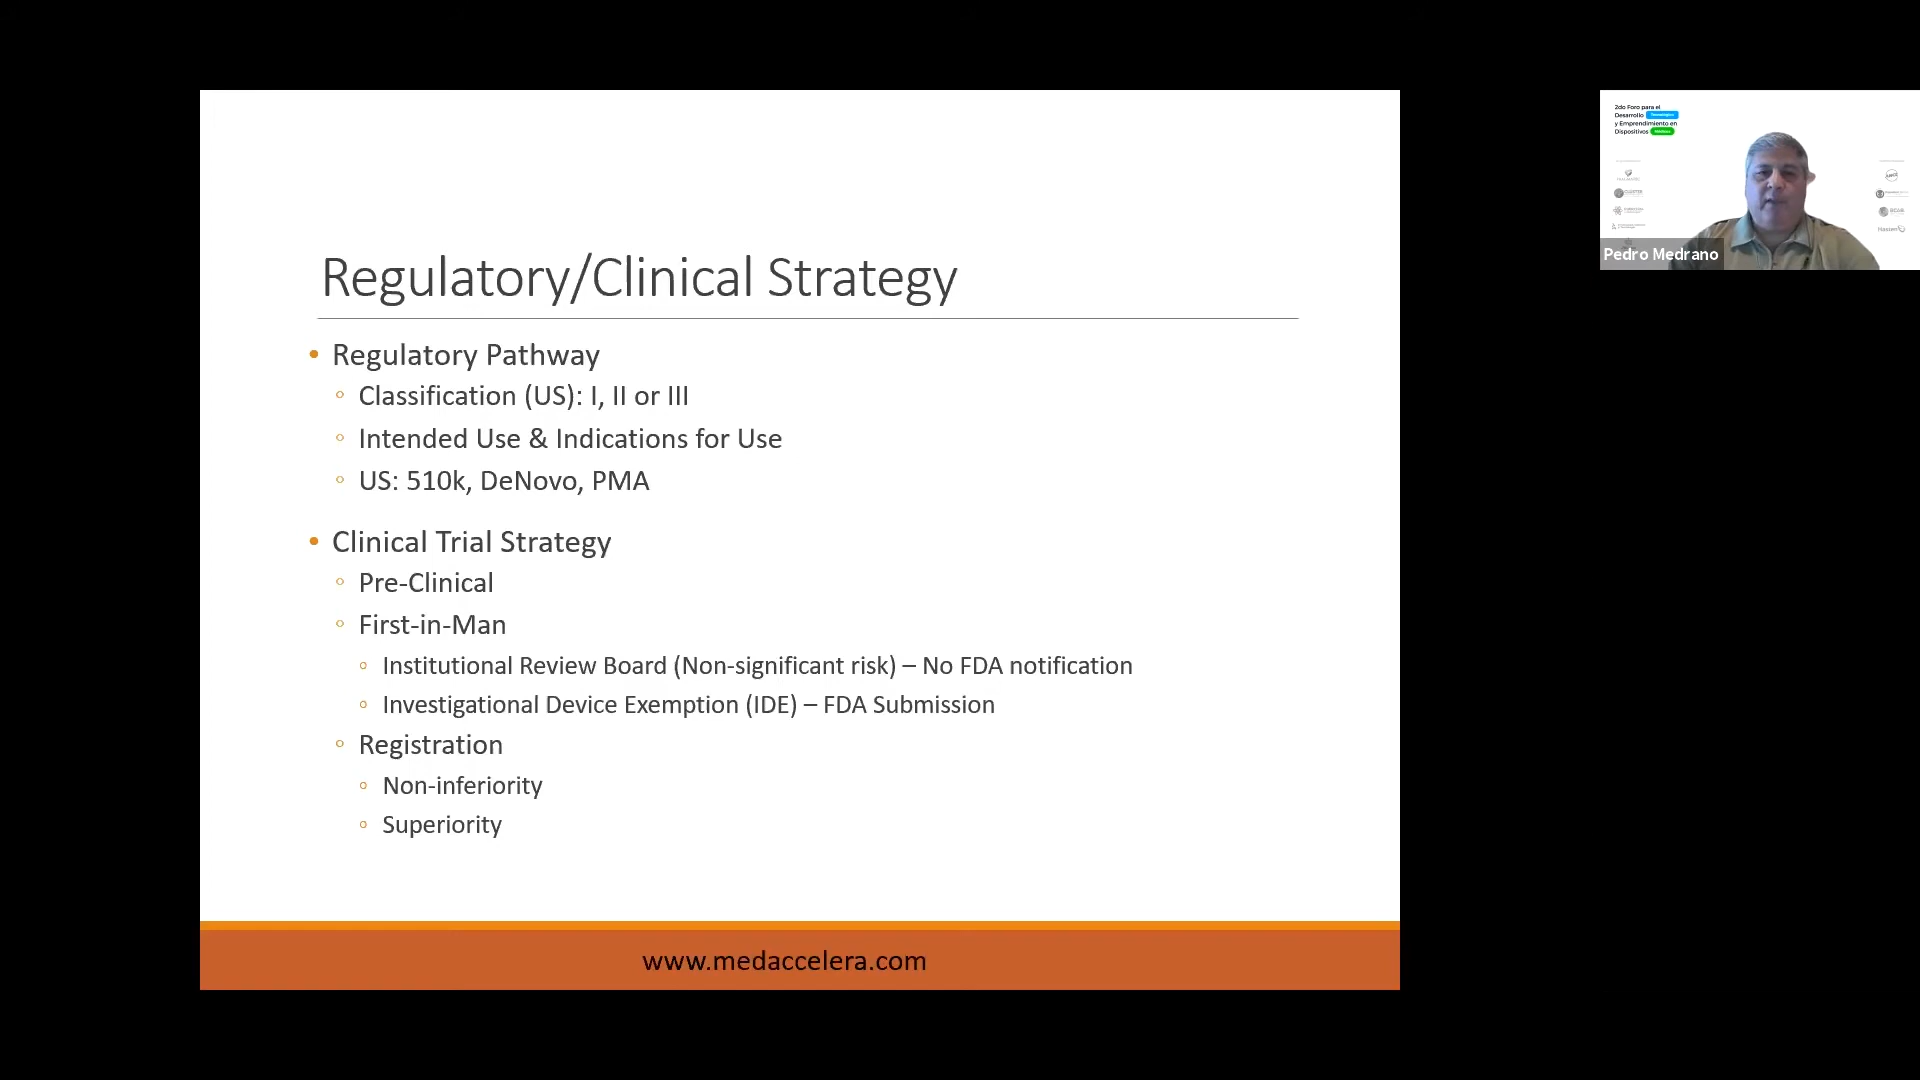 Regulatory/Clinical Strategy
• Regulatory Pathway
◦ Classification (US): I, II or III
◦ Intended Use & Indications for Use
◦ US: 510k, DeNovo, PMA
• Clinical Trial Strategy
◦ Pre-Clinical
◦ First-in-Man
◦ Institutional Review Board (Non-significant risk) – No FDA notification
◦ Investigational Device Exemption (IDE) – FDA Submission
◦ Registration
◦ Non-inferiority
◦ Superiority
www.medaccelera.com
2do Foro para el
Desarrollo Tecnológico
y Emprendimiento en
Dispositivos Médicos
CLUSTER
Pedro Medrano